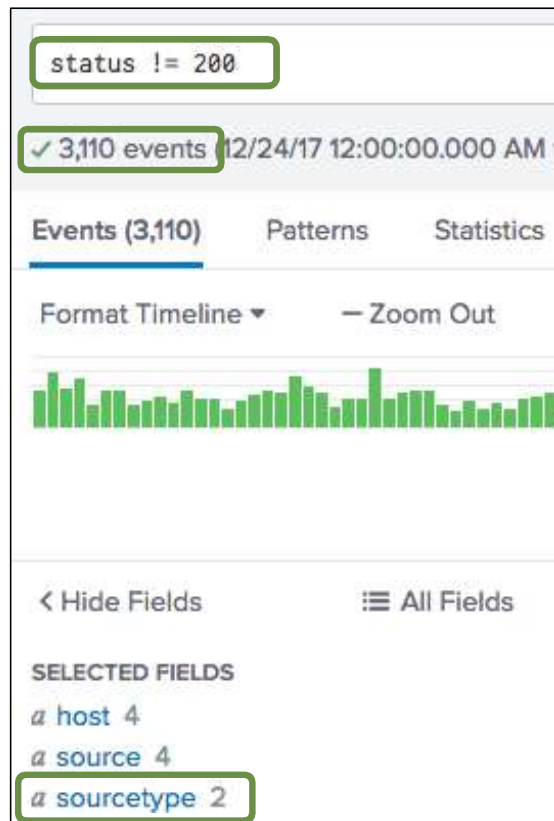 status != 200
✓ 3,110 events (12/24/17 12:00:00.000 AM
Events (3,110) Patterns Statistics
Format Timeline ▾ — Zoom Out
< Hide Fields ≔ All Fields
SELECTED FIELDS
a host 4
a source 4
a sourcetype 2